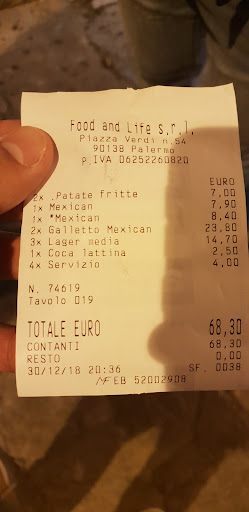 Food and Life s.r.l.
Piazza Verdi n.54
90138 Palermo
P.IVA 06252260820
EURO
2x .Patate fritte 7,00
1x Mexican 7,90
1x *Mexican 8,40
2x Galletto Mexican 23,80
3x Lager media 14,70
1x Coca lattina 2,50
4x Servizio 4,00
N. 74619
Tavolo 019
TOTALE EURO 68,30
CONTANTI 68,30
RESTO 0,00
30/12/18 20:36 SF. 0038
MF EB 52002908